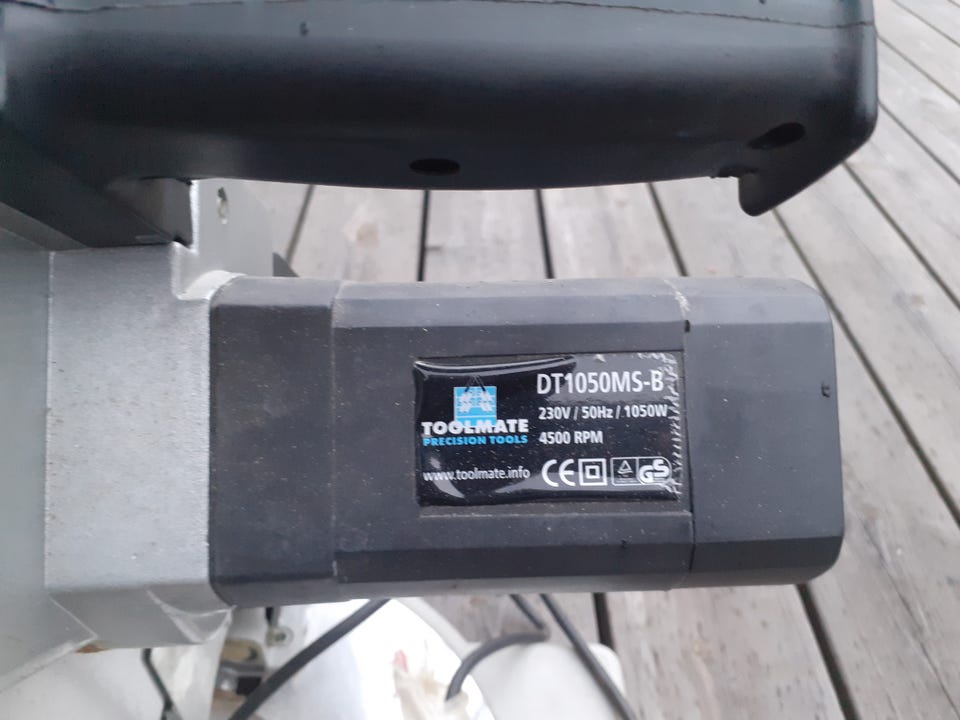 DT1050MS-B
230V / 50Hz / 1050W
4500 RPM
TOOLMATE
PRECISION TOOLS
www.toolmate.info
CE
GS